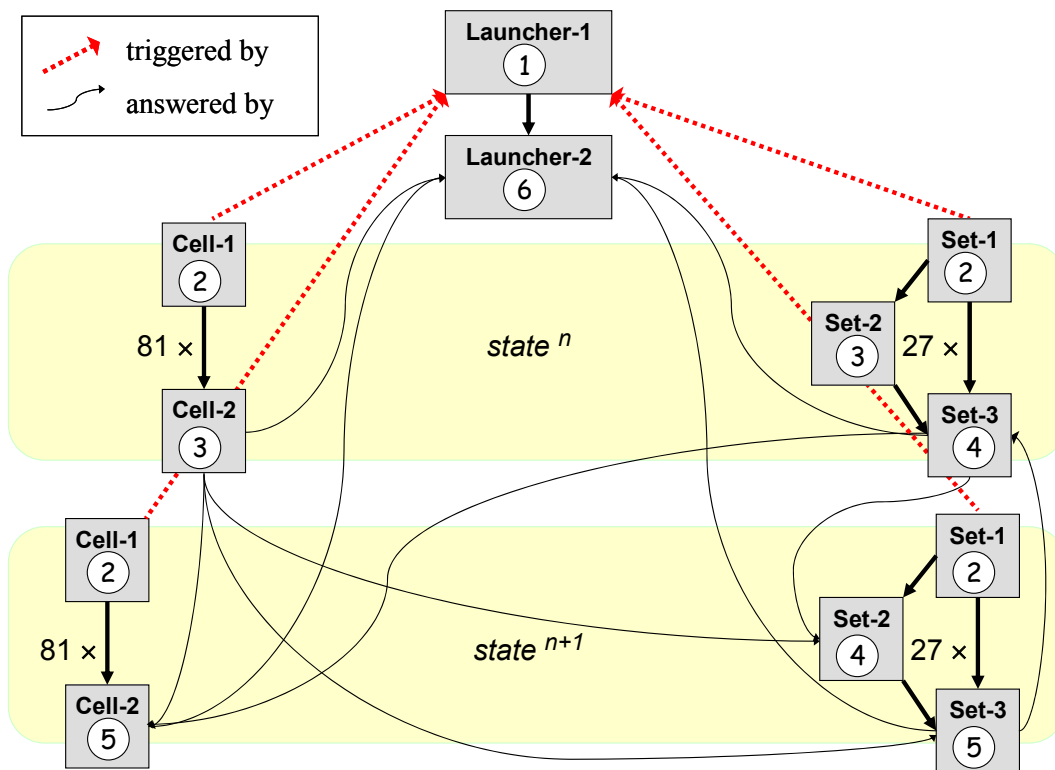 triggered by
answered by
Launcher-1
1
Launcher-2
6
Cell-1
2
81 ×
Cell-2
3
state n
Set-1
2
Set-2
3
27 ×
Set-3
4
Cell-1
2
81 ×
Cell-2
5
state n+1
Set-1
2
Set-2
4
27 ×
Set-3
5